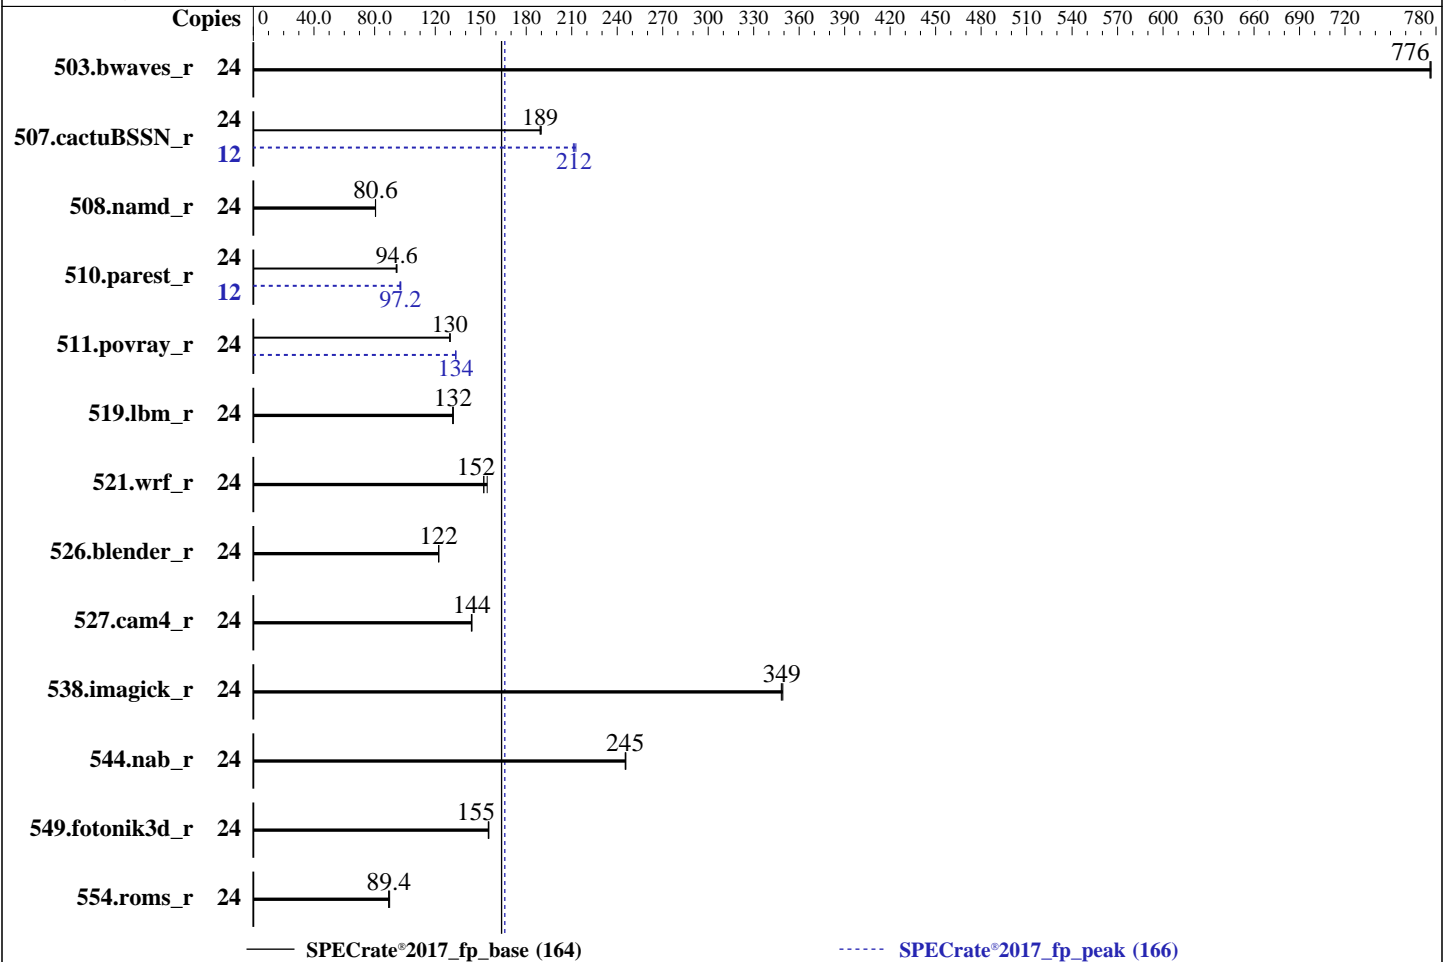 Copies 0 40.0 80.0 120 150 180 210 240 270 300 330 360 390 420 450 480 510 540 570 600 630 660 690 720 780
503.bwaves_r 24 776
507.cactuBSSN_r 24 189
12 212
508.namd_r 24 80.6
510.parest_r 24 94.6
12 97.2
511.povray_r 24 130
134
519.lbm_r 24 132
521.wrf_r 24 152
526.blender_r 24 122
527.cam4_r 24 144
538.imagick_r 24 349
544.nab_r 24 245
549.fotonik3d_r 24 155
554.roms_r 24 89.4
SPECrate®2017_fp_base (164) SPECrate®2017_fp_peak (166)